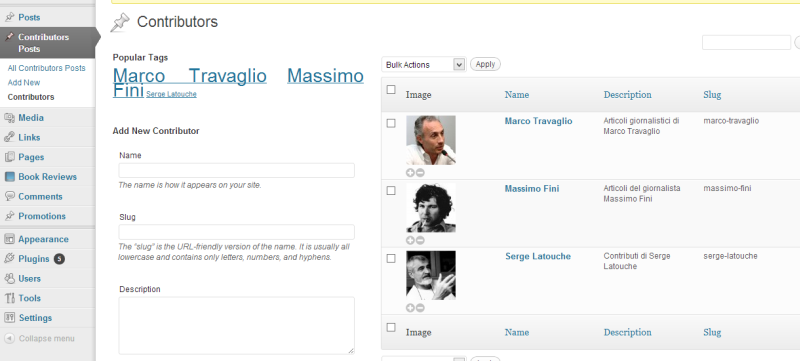 Posts
Contributors
Posts
All Contributors Posts
Add New
Contributors
Media
Links
Pages
Book Reviews
Comments
Promotions
Appearance
Plugins 5
Users
Tools
Settings
Collapse menu
Contributors
Popular Tags
Marco Travaglio Massimo
Fini Serge Latouche
Add New Contributor
Name
The name is how it appears on your site.
Slug
The "slug" is the URL-friendly version of the name. It is usually all
lowercase and contains only letters, numbers, and hyphens.
Description
Bulk Actions Apply
Image Name Description Slug
Marco Travaglio Articoli giornalistici di marco-travaglio
Marco Travaglio
Massimo Fini Articoli del giornalista massimo-fini
Massimo Fini
Serge Latouche Contributi di Serge serge-latouche
Latouche
Image Name Description Slug